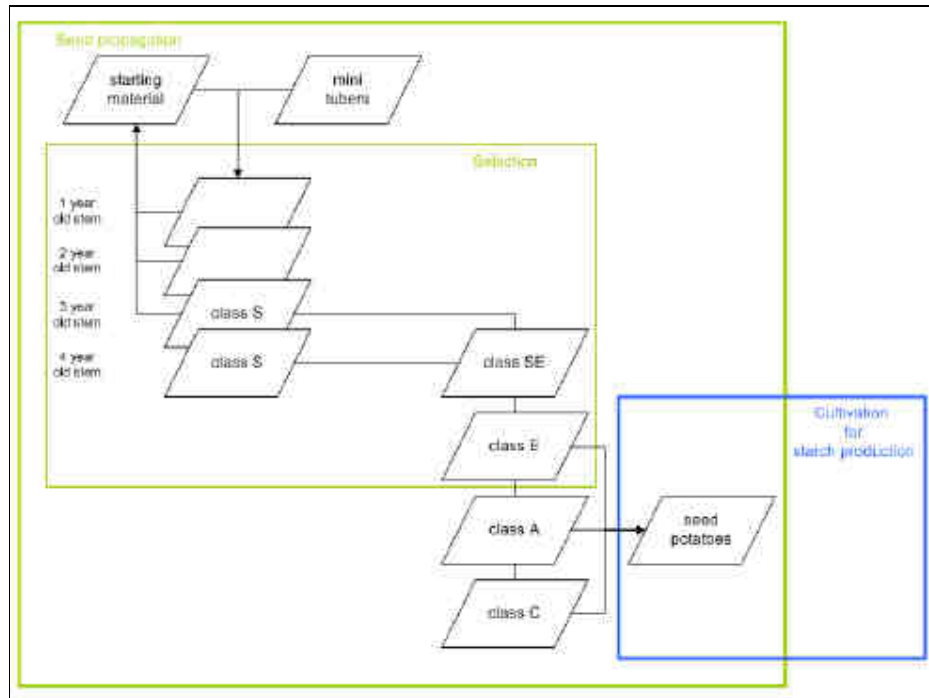 Seed propagation
starting
material
mini
tubers
Selection
1 year
old stem
2 year
old stem
3 year
old stem
class S
4 year
old stem
class S
class SE
class E
Cultivation
for
starch production
class A
seed
potatoes
class C